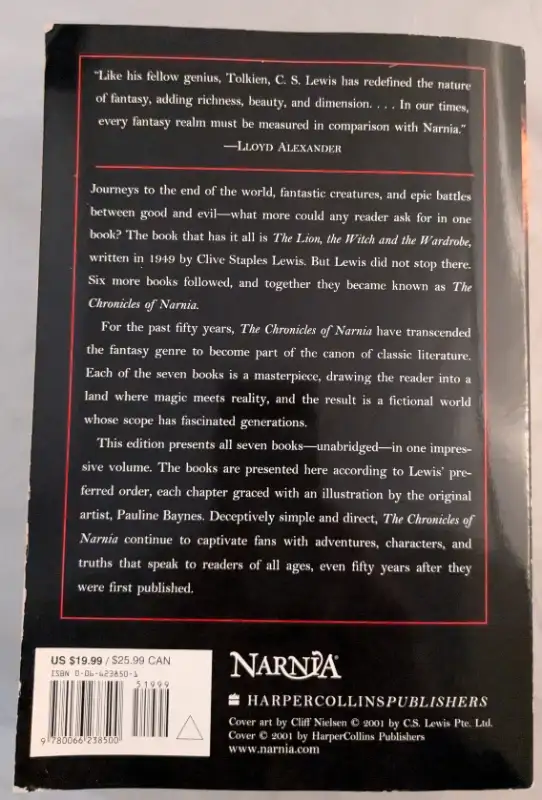 “Like his fellow genius, Tolkien, C. S. Lewis has redefined the nature
of fantasy, adding richness, beauty, and dimension. . . . In our times,
every fantasy realm must be measured in comparison with Narnia.”
—Lloyd Alexander
Journeys to the end of the world, fantastic creatures, and epic battles
between good and evil—what more could any reader ask for in one
book? The book that has it all is The Lion, the Witch and the Wardrobe,
written in 1949 by Clive Staples Lewis. But Lewis did not stop there.
Six more books followed, and together they became known as The
Chronicles of Narnia.
For the past fifty years, The Chronicles of Narnia have transcended
the fantasy genre to become part of the canon of classic literature.
Each of the seven books is a masterpiece, drawing the reader into a
land where magic meets reality, and the result is a fictional world
whose scope has fascinated generations.
This edition presents all seven books—unabridged—in one impres-
sive volume. The books are presented here according to Lewis’ pre-
ferred order, each chapter graced with an illustration by the original
artist, Pauline Baynes. Deceptively simple and direct, The Chronicles of
Narnia continue to captivate fans with adventures, characters, and
truths that speak to readers of all ages, even fifty years after they
were first published.
US $19.99 / $25.99 CAN
ISBN 0-06-623850-1
51999
9 780066 238500
NARNIA®
HARPERCOLLINSPUBLISHERS
Cover art by Cliff Nielsen © 2001 by C.S. Lewis Pte. Ltd.
Cover © 2001 by HarperCollins Publishers
www.narnia.com